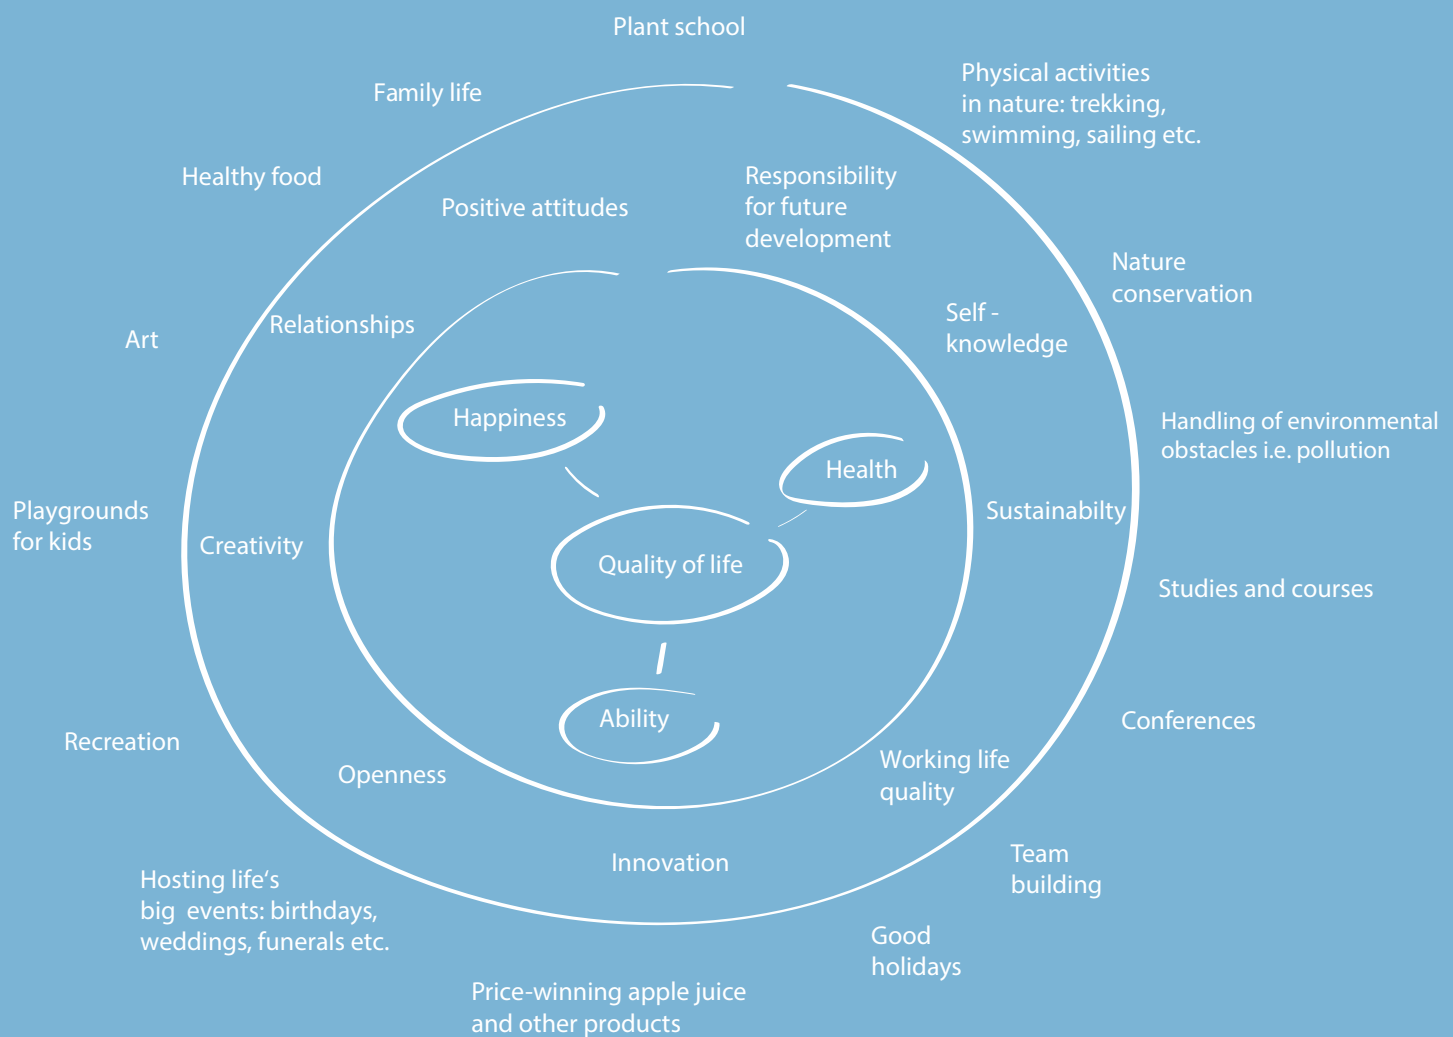 Plant school
Family life
Physical activities
in nature: trekking,
swimming, sailing etc.
Healthy food
Positive attitudes
Responsibility
for future
development
Nature
conservation
Art
Relationships
Self -
knowledge
Happiness
Health
Handling of environmental
obstacles i.e. pollution
Playgrounds
for kids
Creativity
Quality of life
Sustainabilty
Studies and courses
Recreation
Openness
Ability
Working life
quality
Conferences
Innovation
Team
building
Hosting life‘s
big  events: birthdays,
weddings, funerals etc.
Good
holidays
Price-winning apple juice
and other products